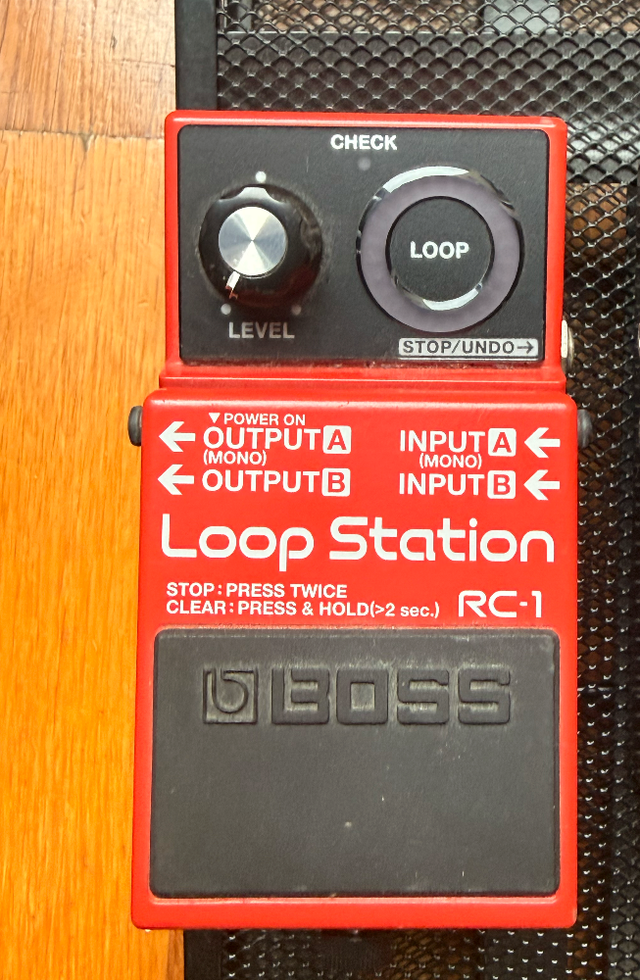 CHECK
LOOP
LEVEL
STOP/UNDO→
▼POWER ON
← OUTPUT A
(MONO)
← OUTPUT B
INPUT A ←
(MONO)
INPUT B ←
Loop Station
STOP : PRESS TWICE
CLEAR : PRESS & HOLD(>2 sec.)
RC-1
BOSS